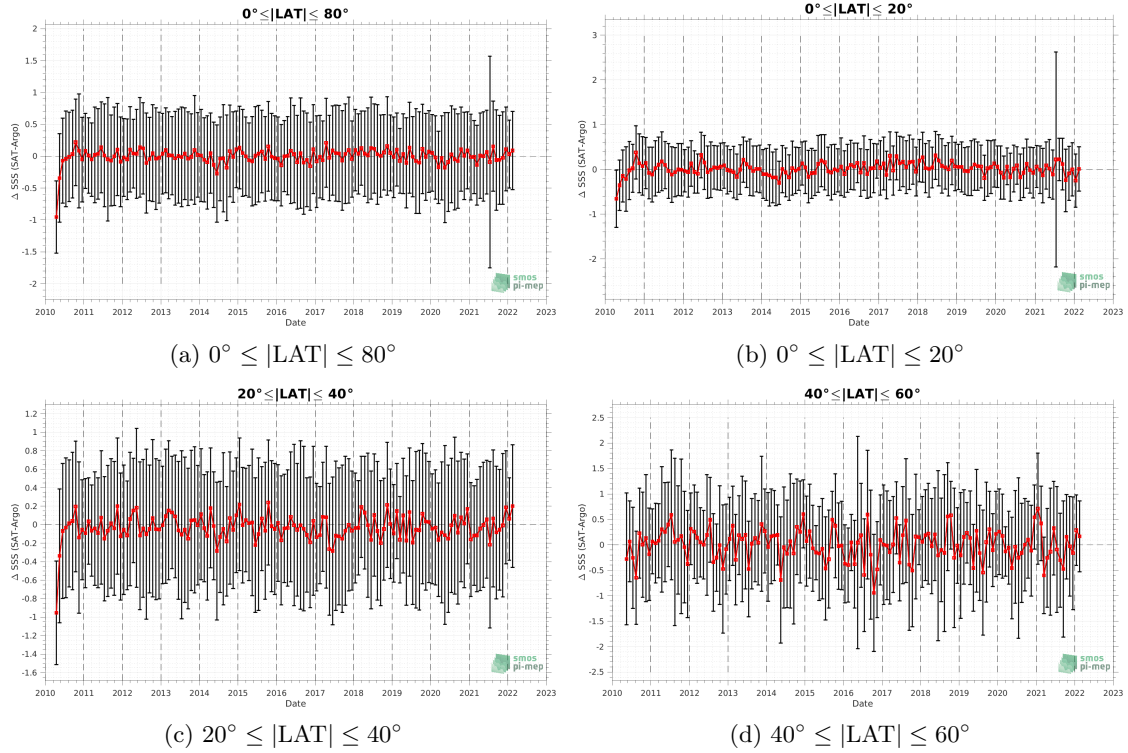 0°≤|LAT|≤ 80°
Δ SSS (SAT-Argo)
2
1.5
1
0.5
0
-0.5
-1
-1.5
-2
2010 2011 2012 2013 2014 2015 2016 2017 2018 2019 2020 2021 2022 2023
Date
smos
pi-mep
(a) 0° ≤ |LAT| ≤ 80°
0°≤|LAT|≤ 20°
Δ SSS (SAT-Argo)
3
2
1
0
-1
-2
2010 2011 2012 2013 2014 2015 2016 2017 2018 2019 2020 2021 2022 2023
Date
smos
pi-mep
(b) 0° ≤ |LAT| ≤ 20°
20°≤|LAT|≤ 40°
Δ SSS (SAT-Argo)
1.2
1
0.8
0.6
0.4
0.2
0
-0.2
-0.4
-0.6
-0.8
-1
-1.2
-1.4
-1.6
2010 2011 2012 2013 2014 2015 2016 2017 2018 2019 2020 2021 2022 2023
Date
smos
pi-mep
(c) 20° ≤ |LAT| ≤ 40°
40°≤|LAT|≤ 60°
Δ SSS (SAT-Argo)
2.5
2
1.5
1
0.5
0
-0.5
-1
-1.5
-2
-2.5
2010 2011 2012 2013 2014 2015 2016 2017 2018 2019 2020 2021 2022 2023
Date
smos
pi-mep
(d) 40° ≤ |LAT| ≤ 60°